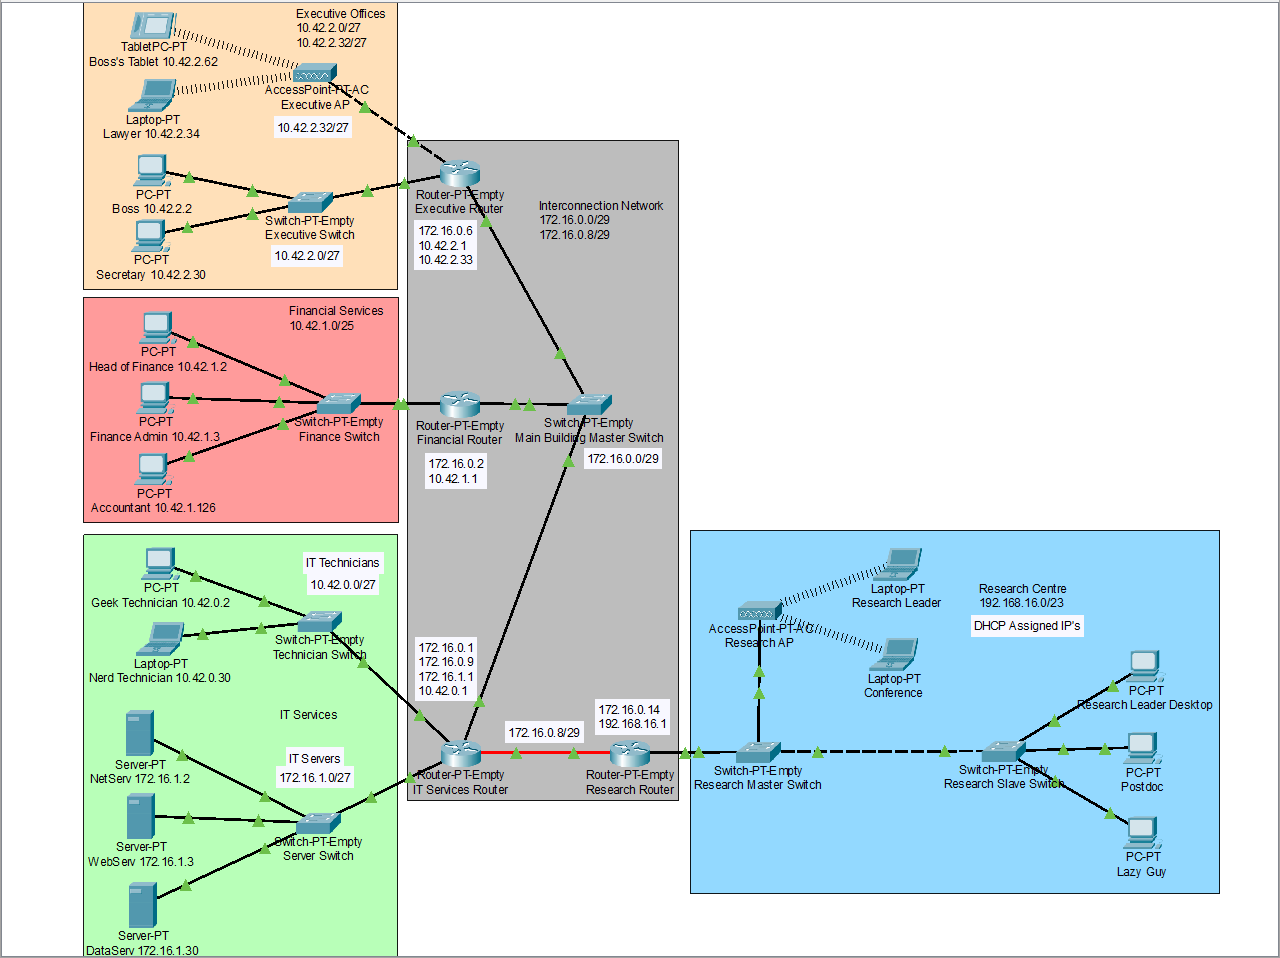 Executive Offices
10.42.2.0/27
10.42.2.32/27
TabletPC-PT
Boss's Tablet 10.42.2.62
AccessPoint-PT-AC
Executive AP
10.42.2.32/27
Laptop-PT
Lawyer 10.42.2.34
PC-PT
Boss 10.42.2.2
Switch-PT-Empty
Executive Switch
10.42.2.0/27
PC-PT
Secretary 10.42.2.30
Router-PT-Empty
Executive Router
172.16.0.6
10.42.2.1
10.42.2.33
Interconnection Network
172.16.0.0/29
172.16.0.8/29
Financial Services
10.42.1.0/25
PC-PT
Head of Finance 10.42.1.2
PC-PT
Finance Admin 10.42.1.3
Switch-PT-Empty
Finance Switch
PC-PT
Accountant 10.42.1.126
Router-PT-Empty
Financial Router
172.16.0.2
10.42.1.1
Switch-PT-Empty
Main Building Master Switch
172.16.0.0/29
IT Technicians
10.42.0.0/27
PC-PT
Geek Technician 10.42.0.2
Switch-PT-Empty
Technician Switch
Laptop-PT
Nerd Technician 10.42.0.30
IT Services
Server-PT
NetServ 172.16.1.2
IT Servers
172.16.1.0/27
Server-PT
WebServ 172.16.1.3
Switch-PT-Empty
Server Switch
Server-PT
DataServ 172.16.1.30
172.16.0.1
172.16.0.9
172.16.1.1
10.42.0.1
Router-PT-Empty
IT Services Router
172.16.0.8/29
172.16.0.14
192.168.16.1
Router-PT-Empty
Research Router
Research Centre
192.168.16.0/23
DHCP Assigned IP's
Laptop-PT
Research Leader
AccessPoint-PT-AC
Research AP
Laptop-PT
Conference
PC-PT
Research Leader Desktop
Switch-PT-Empty
Research Master Switch
Switch-PT-Empty
Research Slave Switch
PC-PT
Postdoc
PC-PT
Lazy Guy